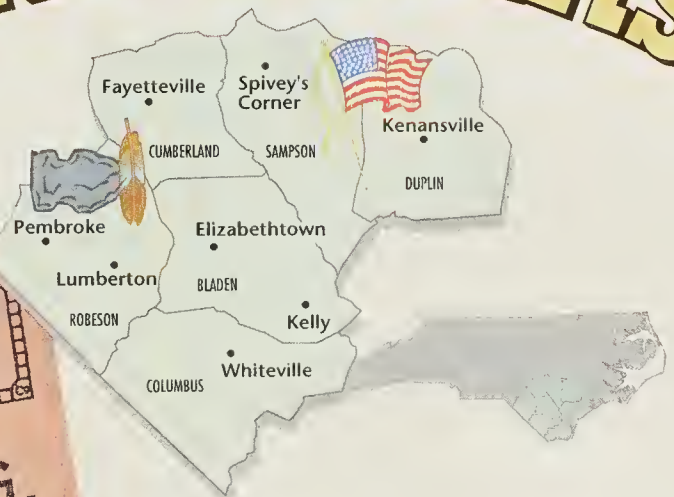 Fayetteville
Spivey's
Corner
CUMBERLAND
SAMPSON
Kenansville
DUPLIN
Pembroke
Lumberton
ROBESON
Elizabethtown
BLADEN
Kelly
Whiteville
COLUMBUS